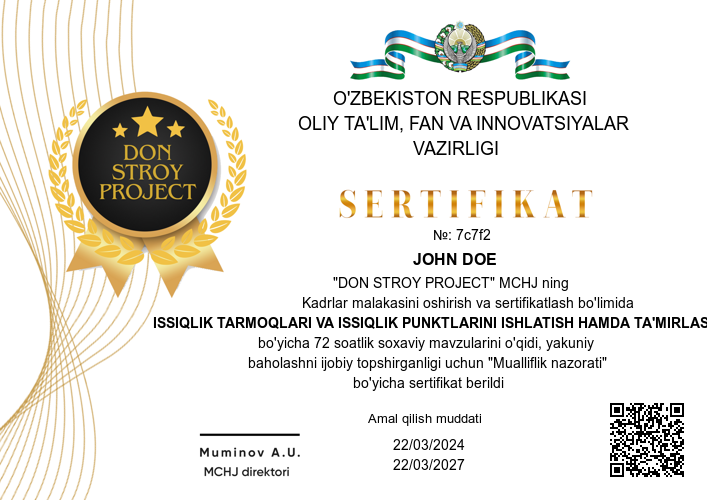 O'ZBEKISTON RESPUBLIKASI
OLIY TA'LIM, FAN VA INNOVATSIYALAR
VAZIRLIGI
DON
STROY
PROJECT
SERTIFIKAT
№: 7c7f2
JOHN DOE
"DON STROY PROJECT" MCHJ ning
Kadrlar malakasini oshirish va sertifikatlash bo'limida
ISSIQLIK TARMOQLARI VA ISSIQLIK PUNKTLARINI ISHLATISH HAMDA TA'MIRLAS
bo'yicha 72 soatlik soxaviy mavzularini o'qidi, yakuniy
baholashni ijobiy topshirganligi uchun "Mualliflik nazorati"
bo'yicha sertifikat berildi
Amal qilish muddati
22/03/2024
22/03/2027
Muminov A.U.
MCHJ direktori